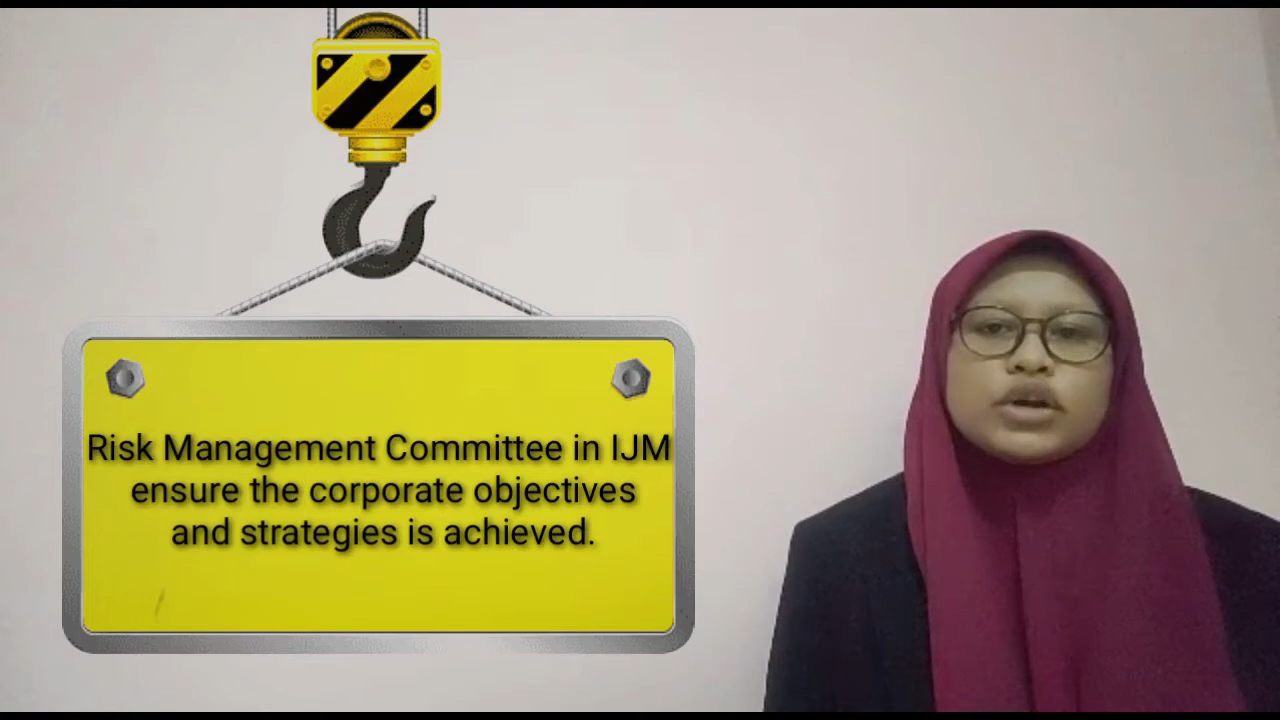 Risk Management Committee in IJM
ensure the corporate objectives
and strategies is achieved.